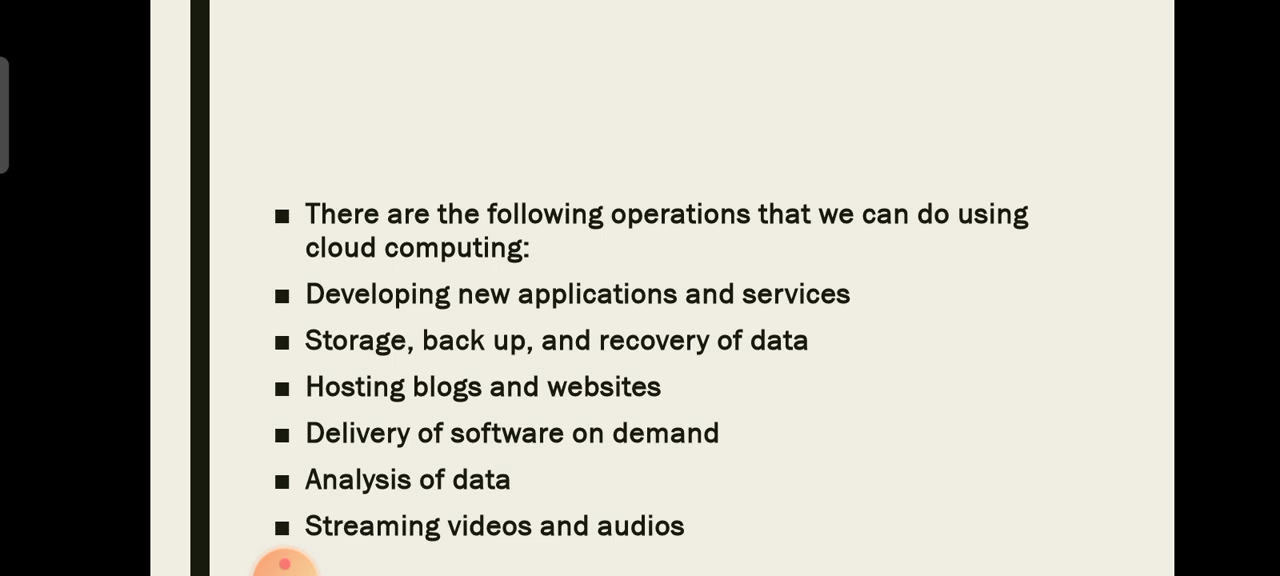 ■ There are the following operations that we can do using
cloud computing:
■ Developing new applications and services
■ Storage, back up, and recovery of data
■ Hosting blogs and websites
■ Delivery of software on demand
■ Analysis of data
■ Streaming videos and audios